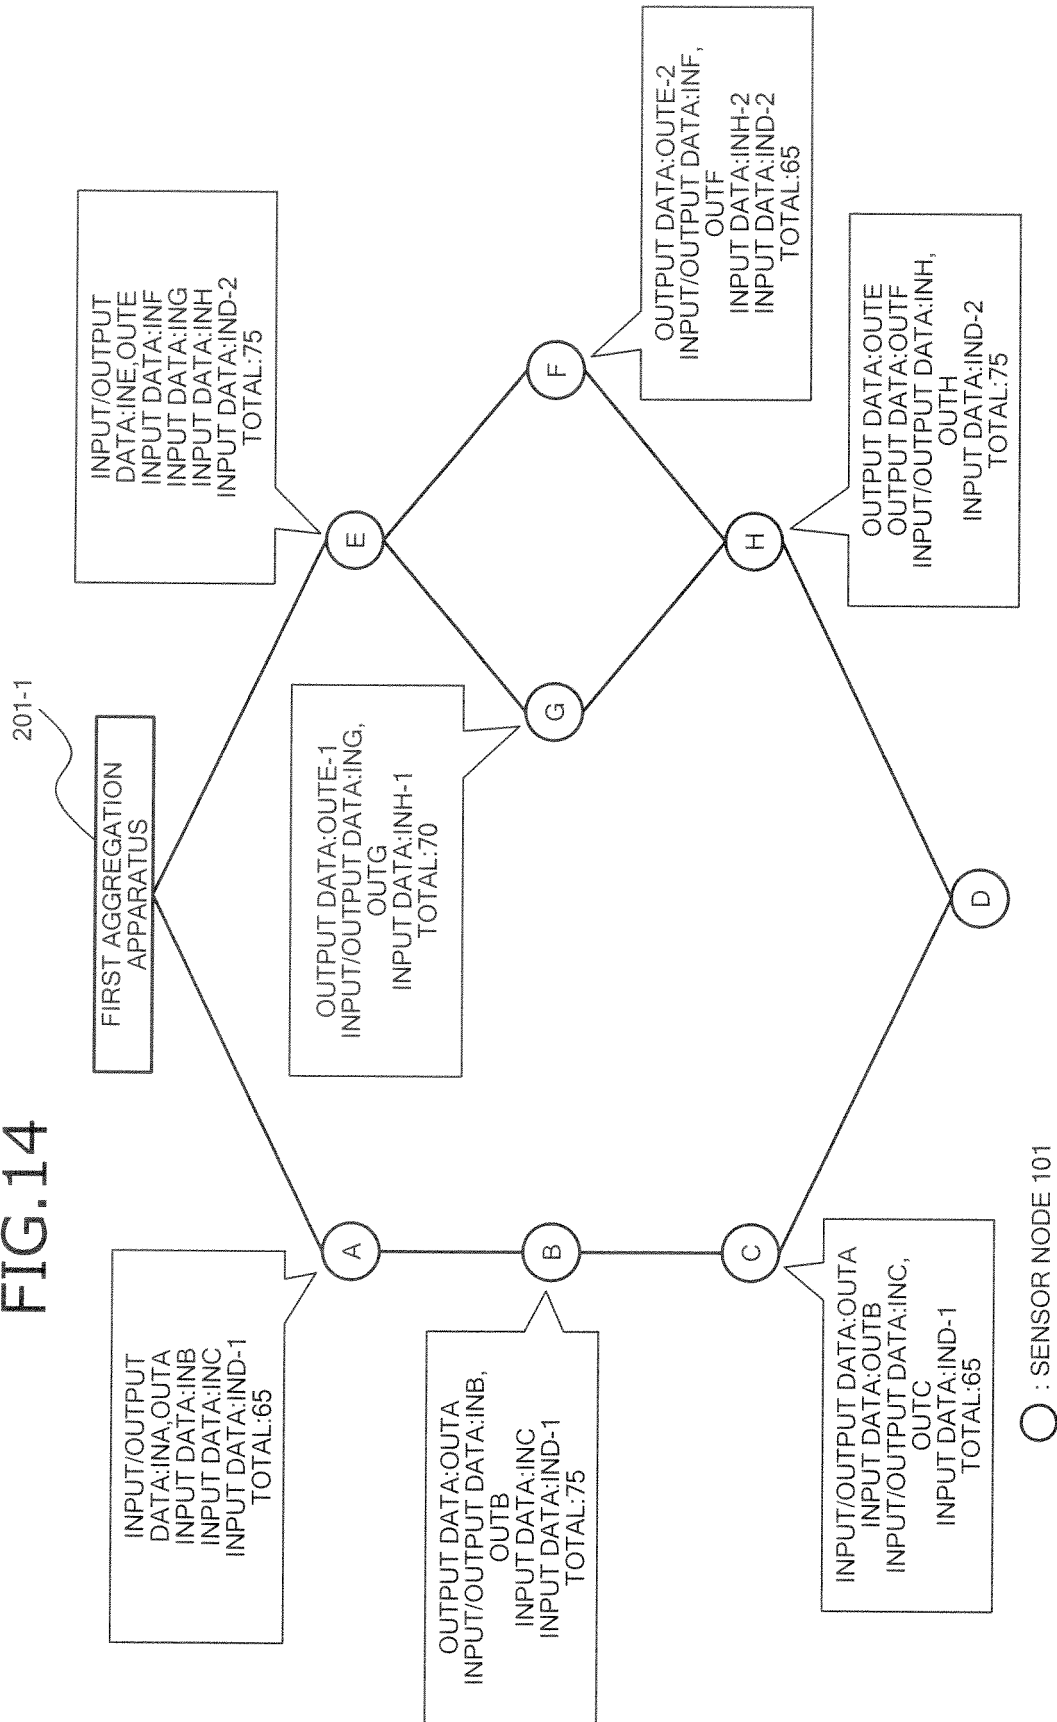 FIG.14
201-1
FIRST AGGREGATION
APPARATUS
INPUT/OUTPUT
DATA:INA,OUTA
INPUT DATA:INB
INPUT DATA:INC
INPUT DATA:IND-1
TOTAL:65
INPUT/OUTPUT
DATA:INE,OUTE
INPUT DATA:INF
INPUT DATA:ING
INPUT DATA:INH
INPUT DATA:IND-2
TOTAL:75
A
E
OUTPUT DATA:OUTE-1
INPUT/OUTPUT DATA:ING,
OUTG
INPUT DATA:INH-1
TOTAL:70
OUTPUT DATA:OUTA
INPUT/OUTPUT DATA:INB,
OUTB
INPUT DATA:INC
INPUT DATA:IND-1
TOTAL:75
B
G
F
OUTPUT DATA:OUTE-2
INPUT/OUTPUT DATA:INF,
OUTF
INPUT DATA:INH-2
INPUT DATA:IND-2
TOTAL:65
C
H
INPUT/OUTPUT DATA:OUTA
INPUT DATA:OUTB
INPUT/OUTPUT DATA:INC,
OUTC
INPUT DATA:IND-1
TOTAL:65
OUTPUT DATA:OUTE
OUTPUT DATA:OUTF
INPUT/OUTPUT DATA:INH,
OUTH
INPUT DATA:IND-2
TOTAL:75
D
: SENSOR NODE 101